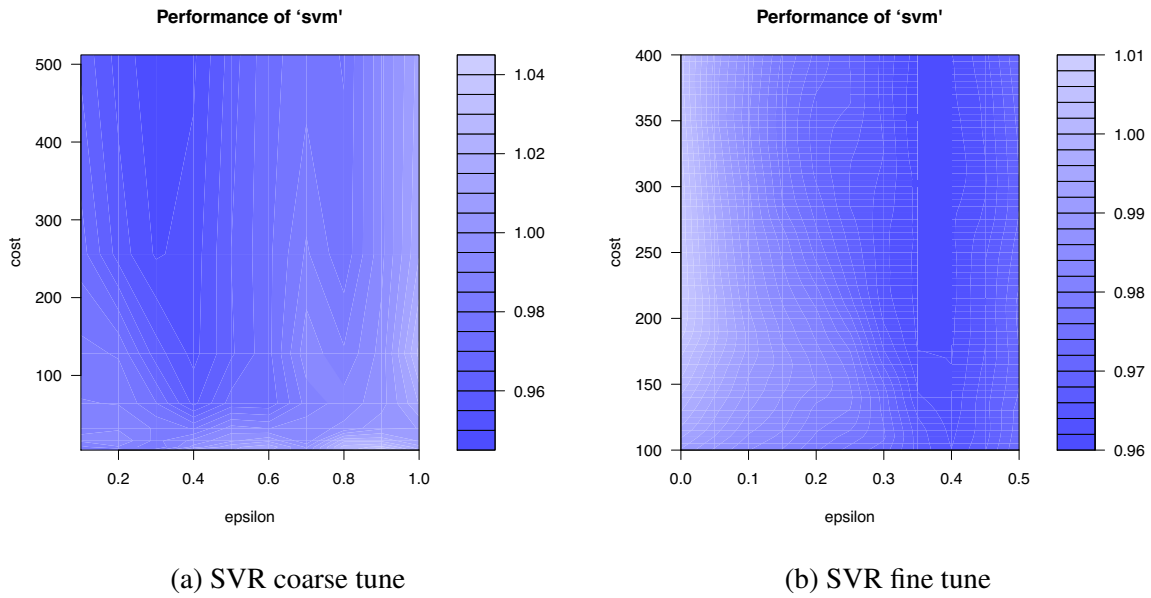 Performance of ‘svm'
500
400
300
200
100
cost
0.2 0.4 0.6 0.8 1.0
epsilon
1.04
1.02
1.00
0.98
0.96
(a) SVR coarse tune
Performance of ‘svm'
400
350
300
250
200
150
100
cost
0.0 0.1 0.2 0.3 0.4 0.5
epsilon
1.01
1.00
0.99
0.98
0.97
0.96
(b) SVR fine tune